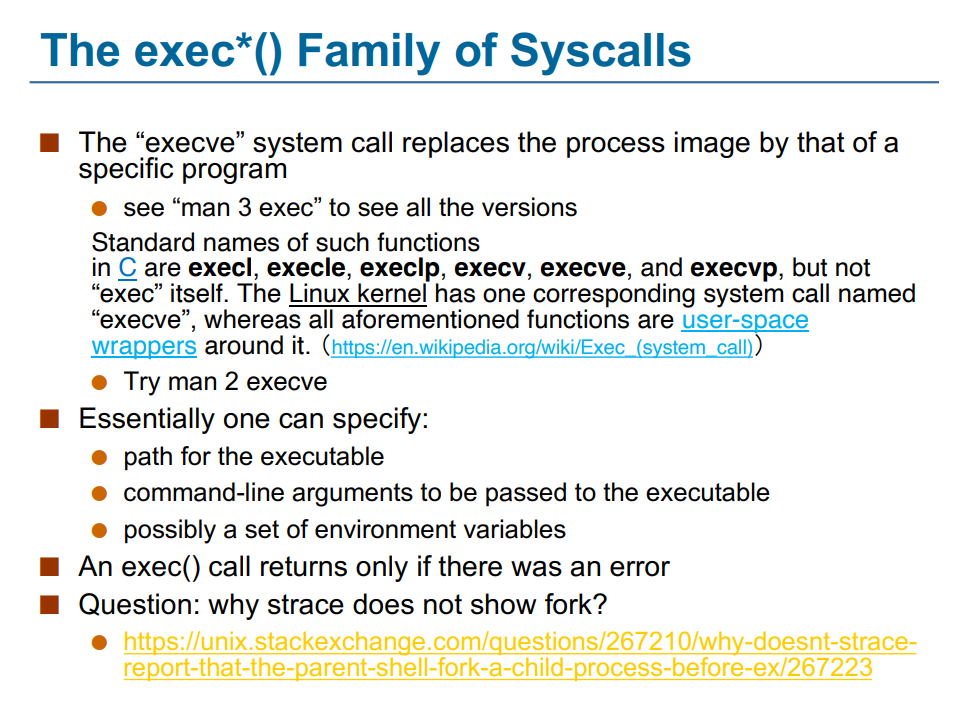 The exec*() Family of Syscalls
The “execve” system call replaces the process image by that of a
specific program
see “man 3 exec” to see all the versions
Standard names of such functions
in C are execl, execle, execlp, execv, execve, and execvp, but not
“exec” itself. The Linux kernel has one corresponding system call named
“execve”, whereas all aforementioned functions are user-space
wrappers around it.（https://en.wikipedia.org/wiki/Exec_(system_call)）
Try man 2 execve
Essentially one can specify:
path for the executable
command-line arguments to be passed to the executable
possibly a set of environment variables
An exec() call returns only if there was an error
Question: why strace does not show fork?
https://unix.stackexchange.com/questions/267210/why-doesnt-strace-
report-that-the-parent-shell-fork-a-child-process-before-ex/267223